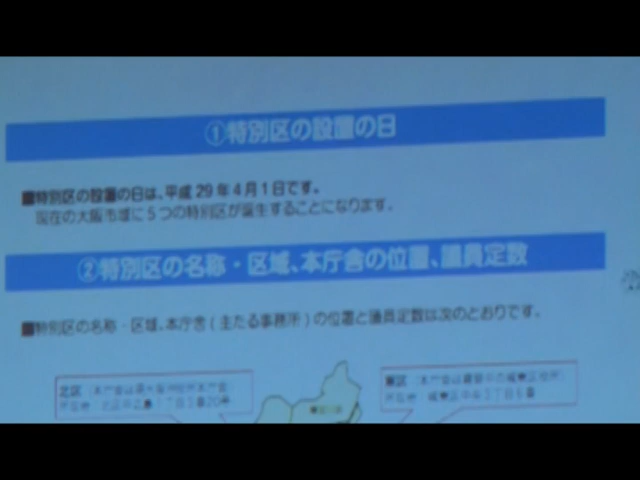 ①特別区の設置の日
■特別区の設置の日は、平成29年4月1日です。
現在の大阪市域に5つの特別区が誕生することになります。
②特別区の名称・区域、本庁舎の位置、議員定数
■特別区の名称・区域、本庁舎(主たる事務所)の位置と議員定数は次のとおりです。
北区
東区